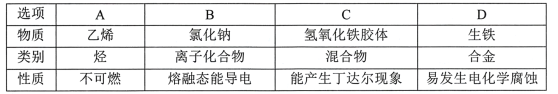 选项 A B C D
物质 乙烯 氯化钠 氢氧化铁胶体 生铁
类别 烃 离子化合物 混合物 合金
性质 不可燃 熔融态能导电 能产生丁达尔现象 易发生电化学腐蚀